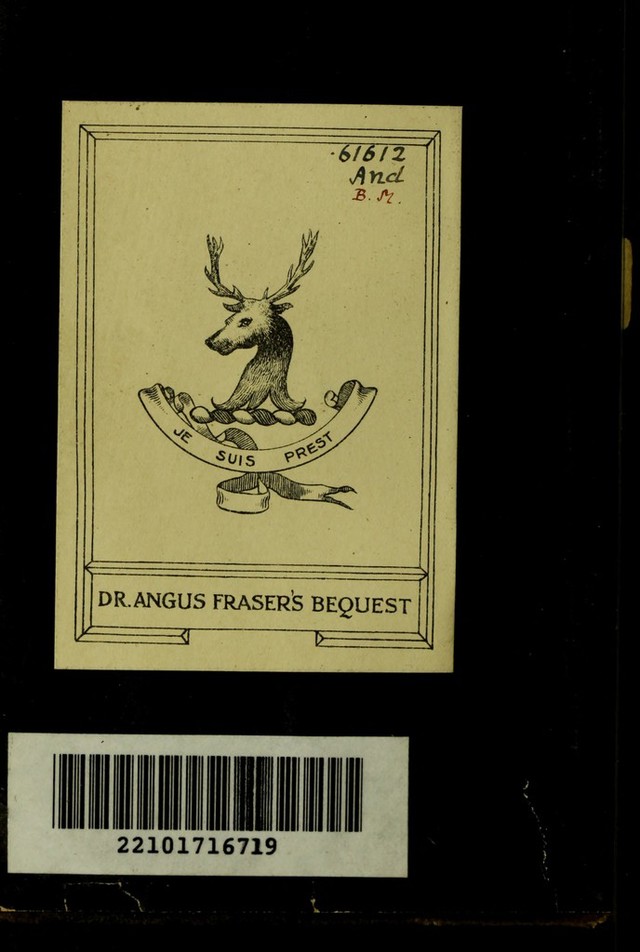 ·61612
And
B. M.
JE SUIS PREST
DR. ANGUS FRASER'S BEQUEST
22101716719